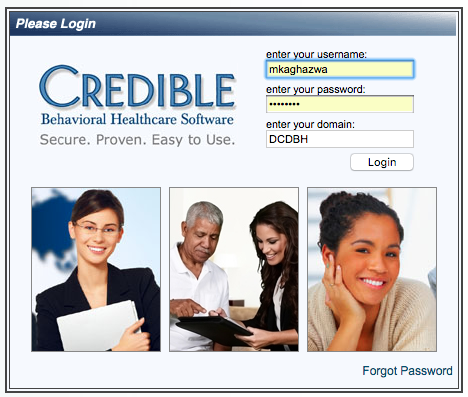 Please Login
CREDIBLE
Behavioral Healthcare Software
Secure. Proven. Easy to Use.
enter your username:
mkaghazwa
enter your password:
••••••••
enter your domain:
DCDBH
Login
Forgot Password